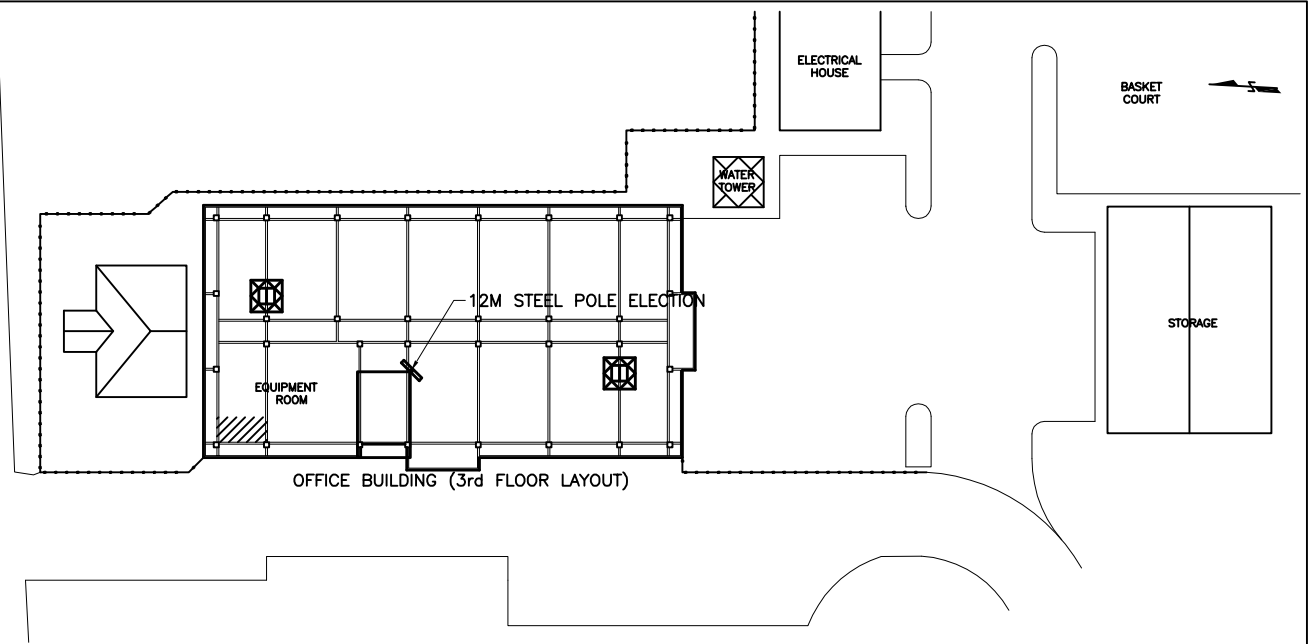 ELECTRICAL
HOUSE
BASKET
COURT
WATER
TOWER
12M STEEL POLE ELECTION
STORAGE
EQUIPMENT
ROOM
OFFICE BUILDING (3rd FLOOR LAYOUT)